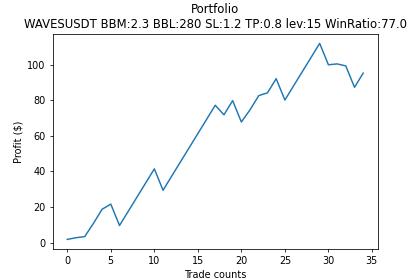 Portfolio
WAVESUSDT BBM:2.3 BBL:280 SL:1.2 TP:0.8 lev:15 WinRatio:77.0
Profit ($)
100
80
60
40
20
0
0 5 10 15 20 25 30 35
Trade counts